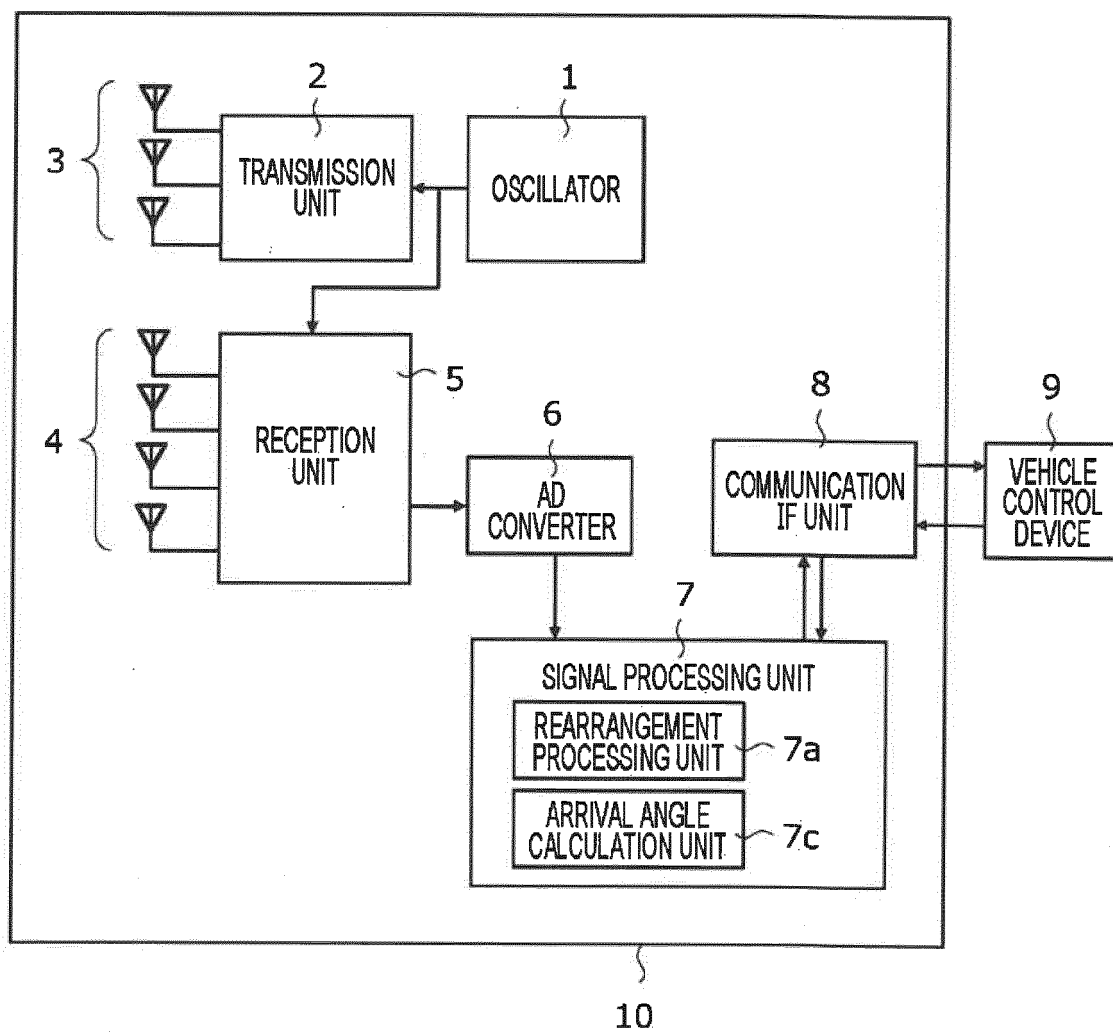 2
1
3
TRANSMISSION
UNIT
OSCILLATOR
4
5
RECEPTION
UNIT
6
AD
CONVERTER
8
COMMUNICATION
IF UNIT
9
VEHICLE
CONTROL
DEVICE
7
SIGNAL PROCESSING UNIT
REARRANGEMENT
PROCESSING UNIT
7a
ARRIVAL ANGLE
CALCULATION UNIT
7c
10